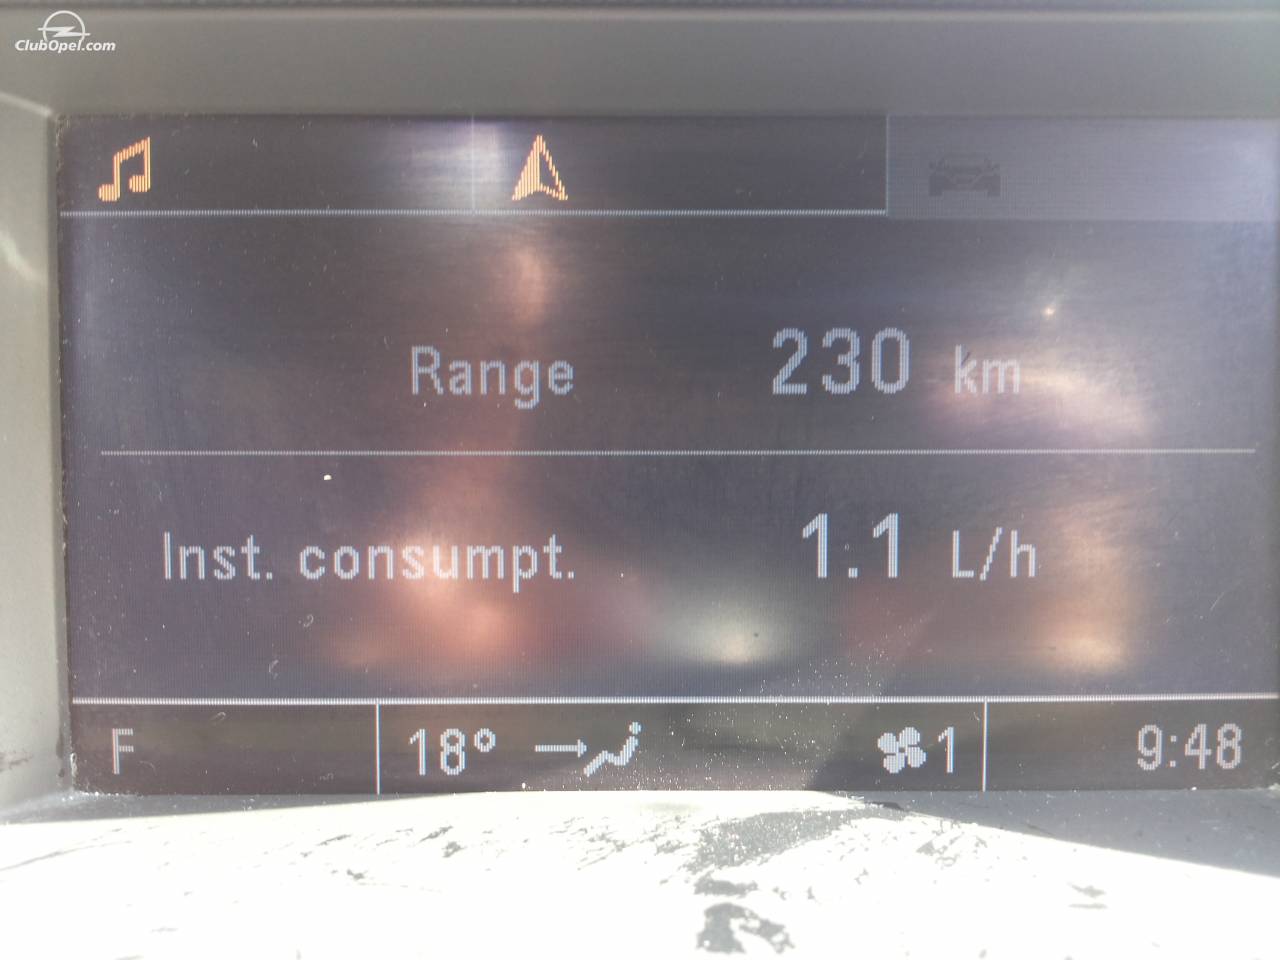 ClubOpel.com
Range 230 km
Inst. consumpt. 1.1 L/h
F 18° 1 9:48